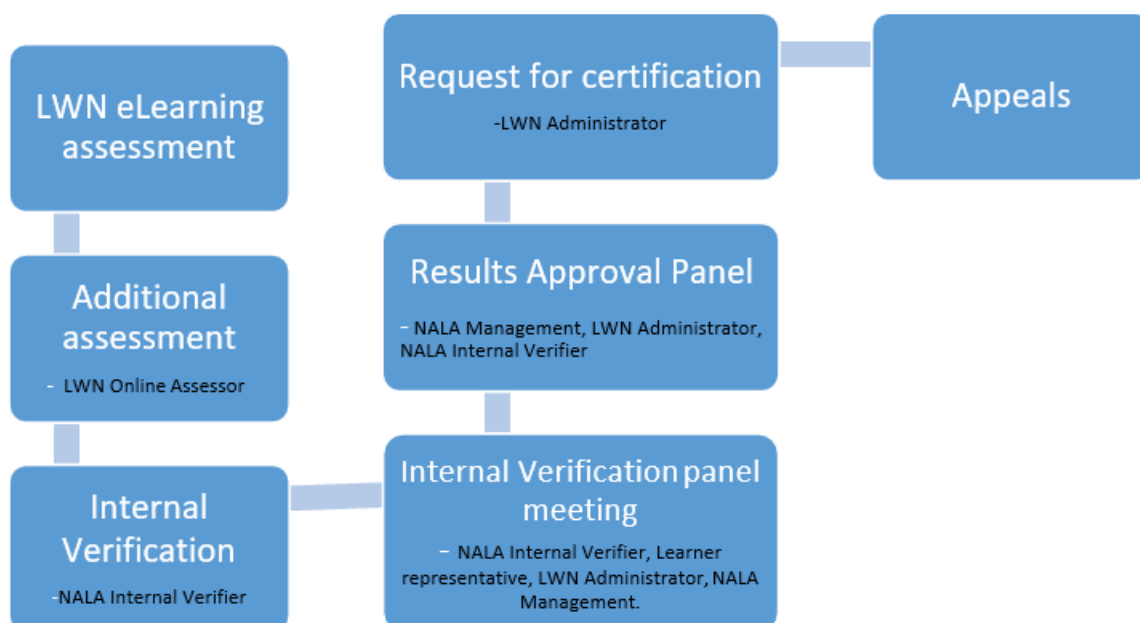 LWN eLearning
assessment
Additional
assessment
- LWN Online Assessor
Internal
Verification
-NALA Internal Verifier
Internal Verification panel
meeting
- NALA Internal Verifier, Learner
representative, LWN Administrator, NALA
Management.
Results Approval Panel
- NALA Management, LWN Administrator,
NALA Internal Verifier
Request for certification
-LWN Administrator
Appeals